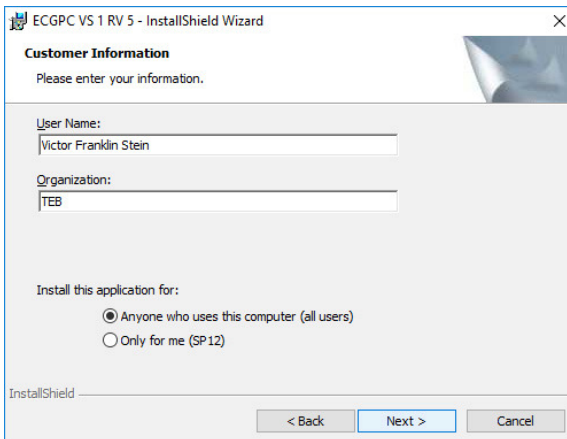 ECGPC VS 1 RV 5 - InstallShield Wizard
Customer Information
Please enter your information.
User Name:
Victor Franklin Stein
Organization:
TEB
Install this application for:
Anyone who uses this computer (all users)
Only for me (SP12)
InstallShield
< Back Next > Cancel